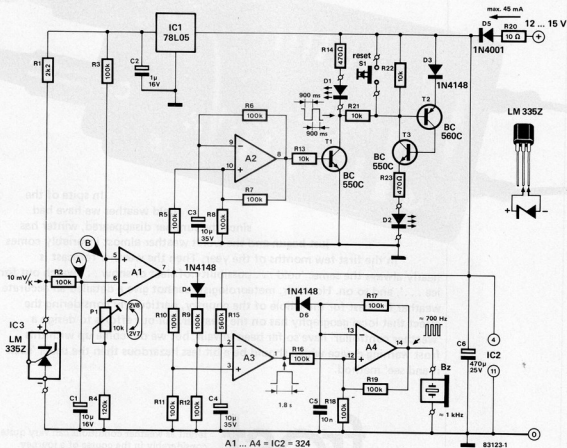 max. 45 mA
D5
R20
12 ... 15 V
1N4001
10 Ω
IC1
78L05
R1
2k2
R3
100k
C2
1µ
16V
R14
470Ω
reset
S1
R22
10k
D3
1N4148
D1
900 ms
900 ms
R21
10k
T2
BC
560C
LM 335Z
R6
100k
9
A2
8
10
R13
10k
T1
BC
550C
T3
BC
550C
R7
100k
R23
470Ω
R5
100k
R8
100k
C3
10µ
35V
D2
B
A
10 mV/K
R2
100k
5
A1
7
6
1N4148
D4
1N4148
D6
R17
100k
P1
10k
2V8
2V7
IC3
LM
335Z
R10
100k
R9
100k
R15
560k
2
A3
1
3
R16
100k
13
A4
14
12
≈ 700 Hz
4
IC2
11
C6
470µ
25V
1.8 s
C1
10µ
16V
R4
120k
R11
100k
R12
100k
C4
10µ
35V
C5
10n
R18
100k
R19
100k
Bz
≈ 1 kHz
83123-1
0
A1 ... A4 = IC2 = 324